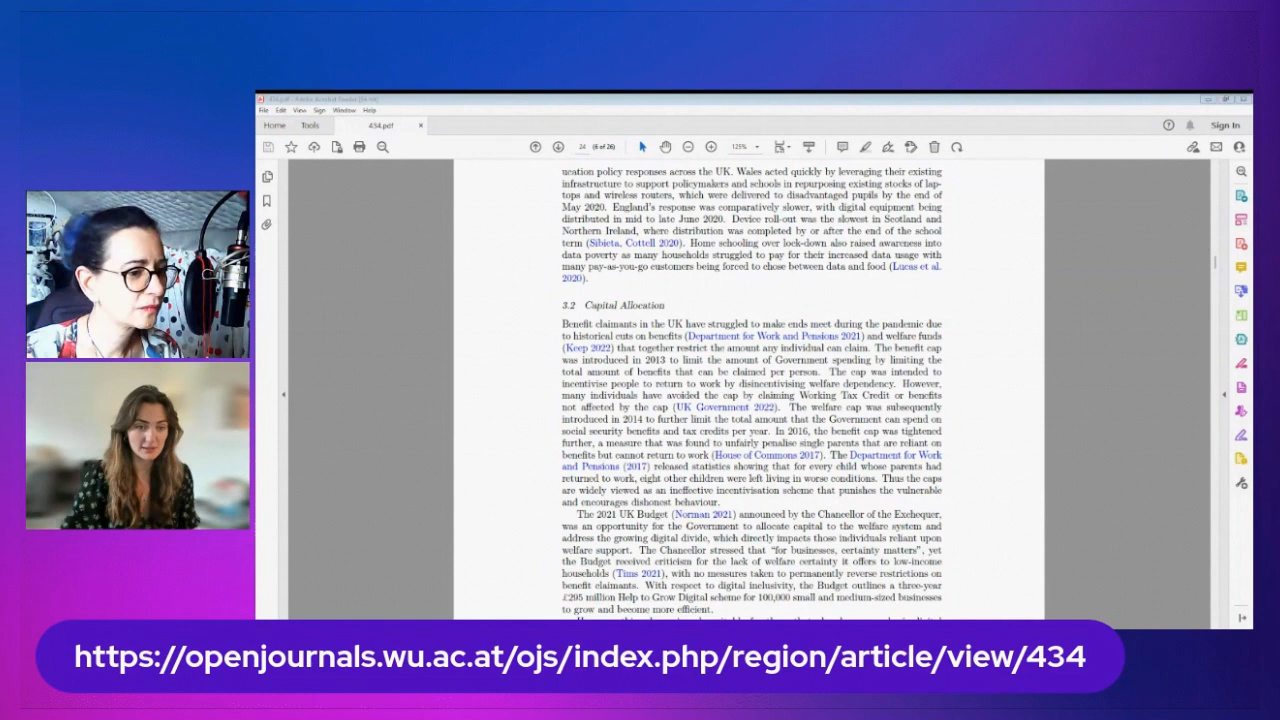 434.pdf - Adobe Acrobat Reader (64-bit)
File Edit View Sign Window Help
Home Tools 434.pdf × Sign In
24 (6 of 26) 125%
ucation policy responses across the UK. Wales acted quickly by leveraging their existing
infrastructure to support policymakers and schools in repurposing existing stocks of lap-
tops and wireless routers, which were delivered to disadvantaged pupils by the end of
May 2020. England's response was comparatively slower, with digital equipment being
distributed in mid to late June 2020. Device roll-out was the slowest in Scotland and
Northern Ireland, where distribution was completed by or after the end of the school
term (Sibieta, Cottell 2020). Home schooling over lock-down also raised awareness into
data poverty as many households struggled to pay for their increased data usage with
many pay-as-you-go customers being forced to chose between data and food (Lucas et al.
2020).
3.2 Capital Allocation
Benefit claimants in the UK have struggled to make ends meet during the pandemic due
to historical cuts on benefits (Department for Work and Pensions 2021) and welfare funds
(Keep 2022) that together restrict the amount any individual can claim. The benefit cap
was introduced in 2013 to limit the amount of Government spending by limiting the
total amount of benefits that can be claimed per person. The cap was intended to
incentivise people to return to work by disincentivising welfare dependency. However,
many individuals have avoided the cap by claiming Working Tax Credit or benefits
not affected by the cap (UK Government 2022). The welfare cap was subsequently
introduced in 2014 to further limit the total amount that the Government can spend on
social security benefits and tax credits per year. In 2016, the benefit cap was tightened
further, a measure that was found to unfairly penalise single parents that are reliant on
benefits but cannot return to work (House of Commons 2017). The Department for Work
and Pensions (2017) released statistics showing that for every child whose parents had
returned to work, eight other children were left living in worse conditions. Thus the caps
are widely viewed as an ineffective incentivisation scheme that punishes the vulnerable
and encourages dishonest behaviour.
The 2021 UK Budget (Norman 2021) announced by the Chancellor of the Exchequer,
was an opportunity for the Government to allocate capital to the welfare system and
address the growing digital divide, which directly impacts those individuals reliant upon
welfare support. The Chancellor stressed that "for businesses, certainty matters", yet
the Budget received criticism for the lack of welfare certainty it offers to low-income
households (Tims 2021), with no measures taken to permanently reverse restrictions on
benefit claimants. With respect to digital inclusivity, the Budget outlines a three-year
£295 million Help to Grow Digital scheme for 100,000 small and medium-sized businesses
to grow and become more efficient.
https://openjournals.wu.ac.at/ojs/index.php/region/article/view/434